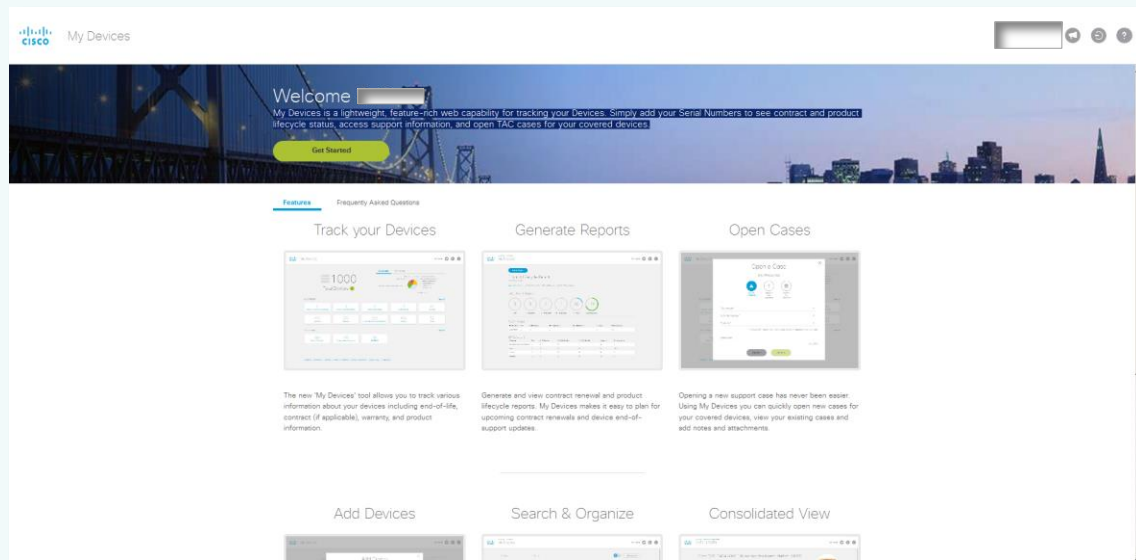 CISCO
My Devices
Welcome
My Devices is a lightweight, feature-rich web capability for tracking your Devices. Simply add your Serial Numbers to see contract and product
lifecycle status, access support information, and open TAC cases for your covered devices.
Get Started
Features Frequently Asked Questions
Track your Devices Generate Reports Open Cases
1000
Open a Case
The new 'My Devices' tool allows you to track various
information about your devices including end-of-life,
contract (if applicable), warranty, and product
information.
Generate and view contract renewal and product
lifecycle reports. My Devices makes it easy to plan for
upcoming contract renewals and device end-of-
support updates.
Opening a new support case has never been easier.
Using My Devices you can quickly open new cases for
your covered devices, view your existing cases and
add notes and attachments.
Add Devices Search & Organize Consolidated View